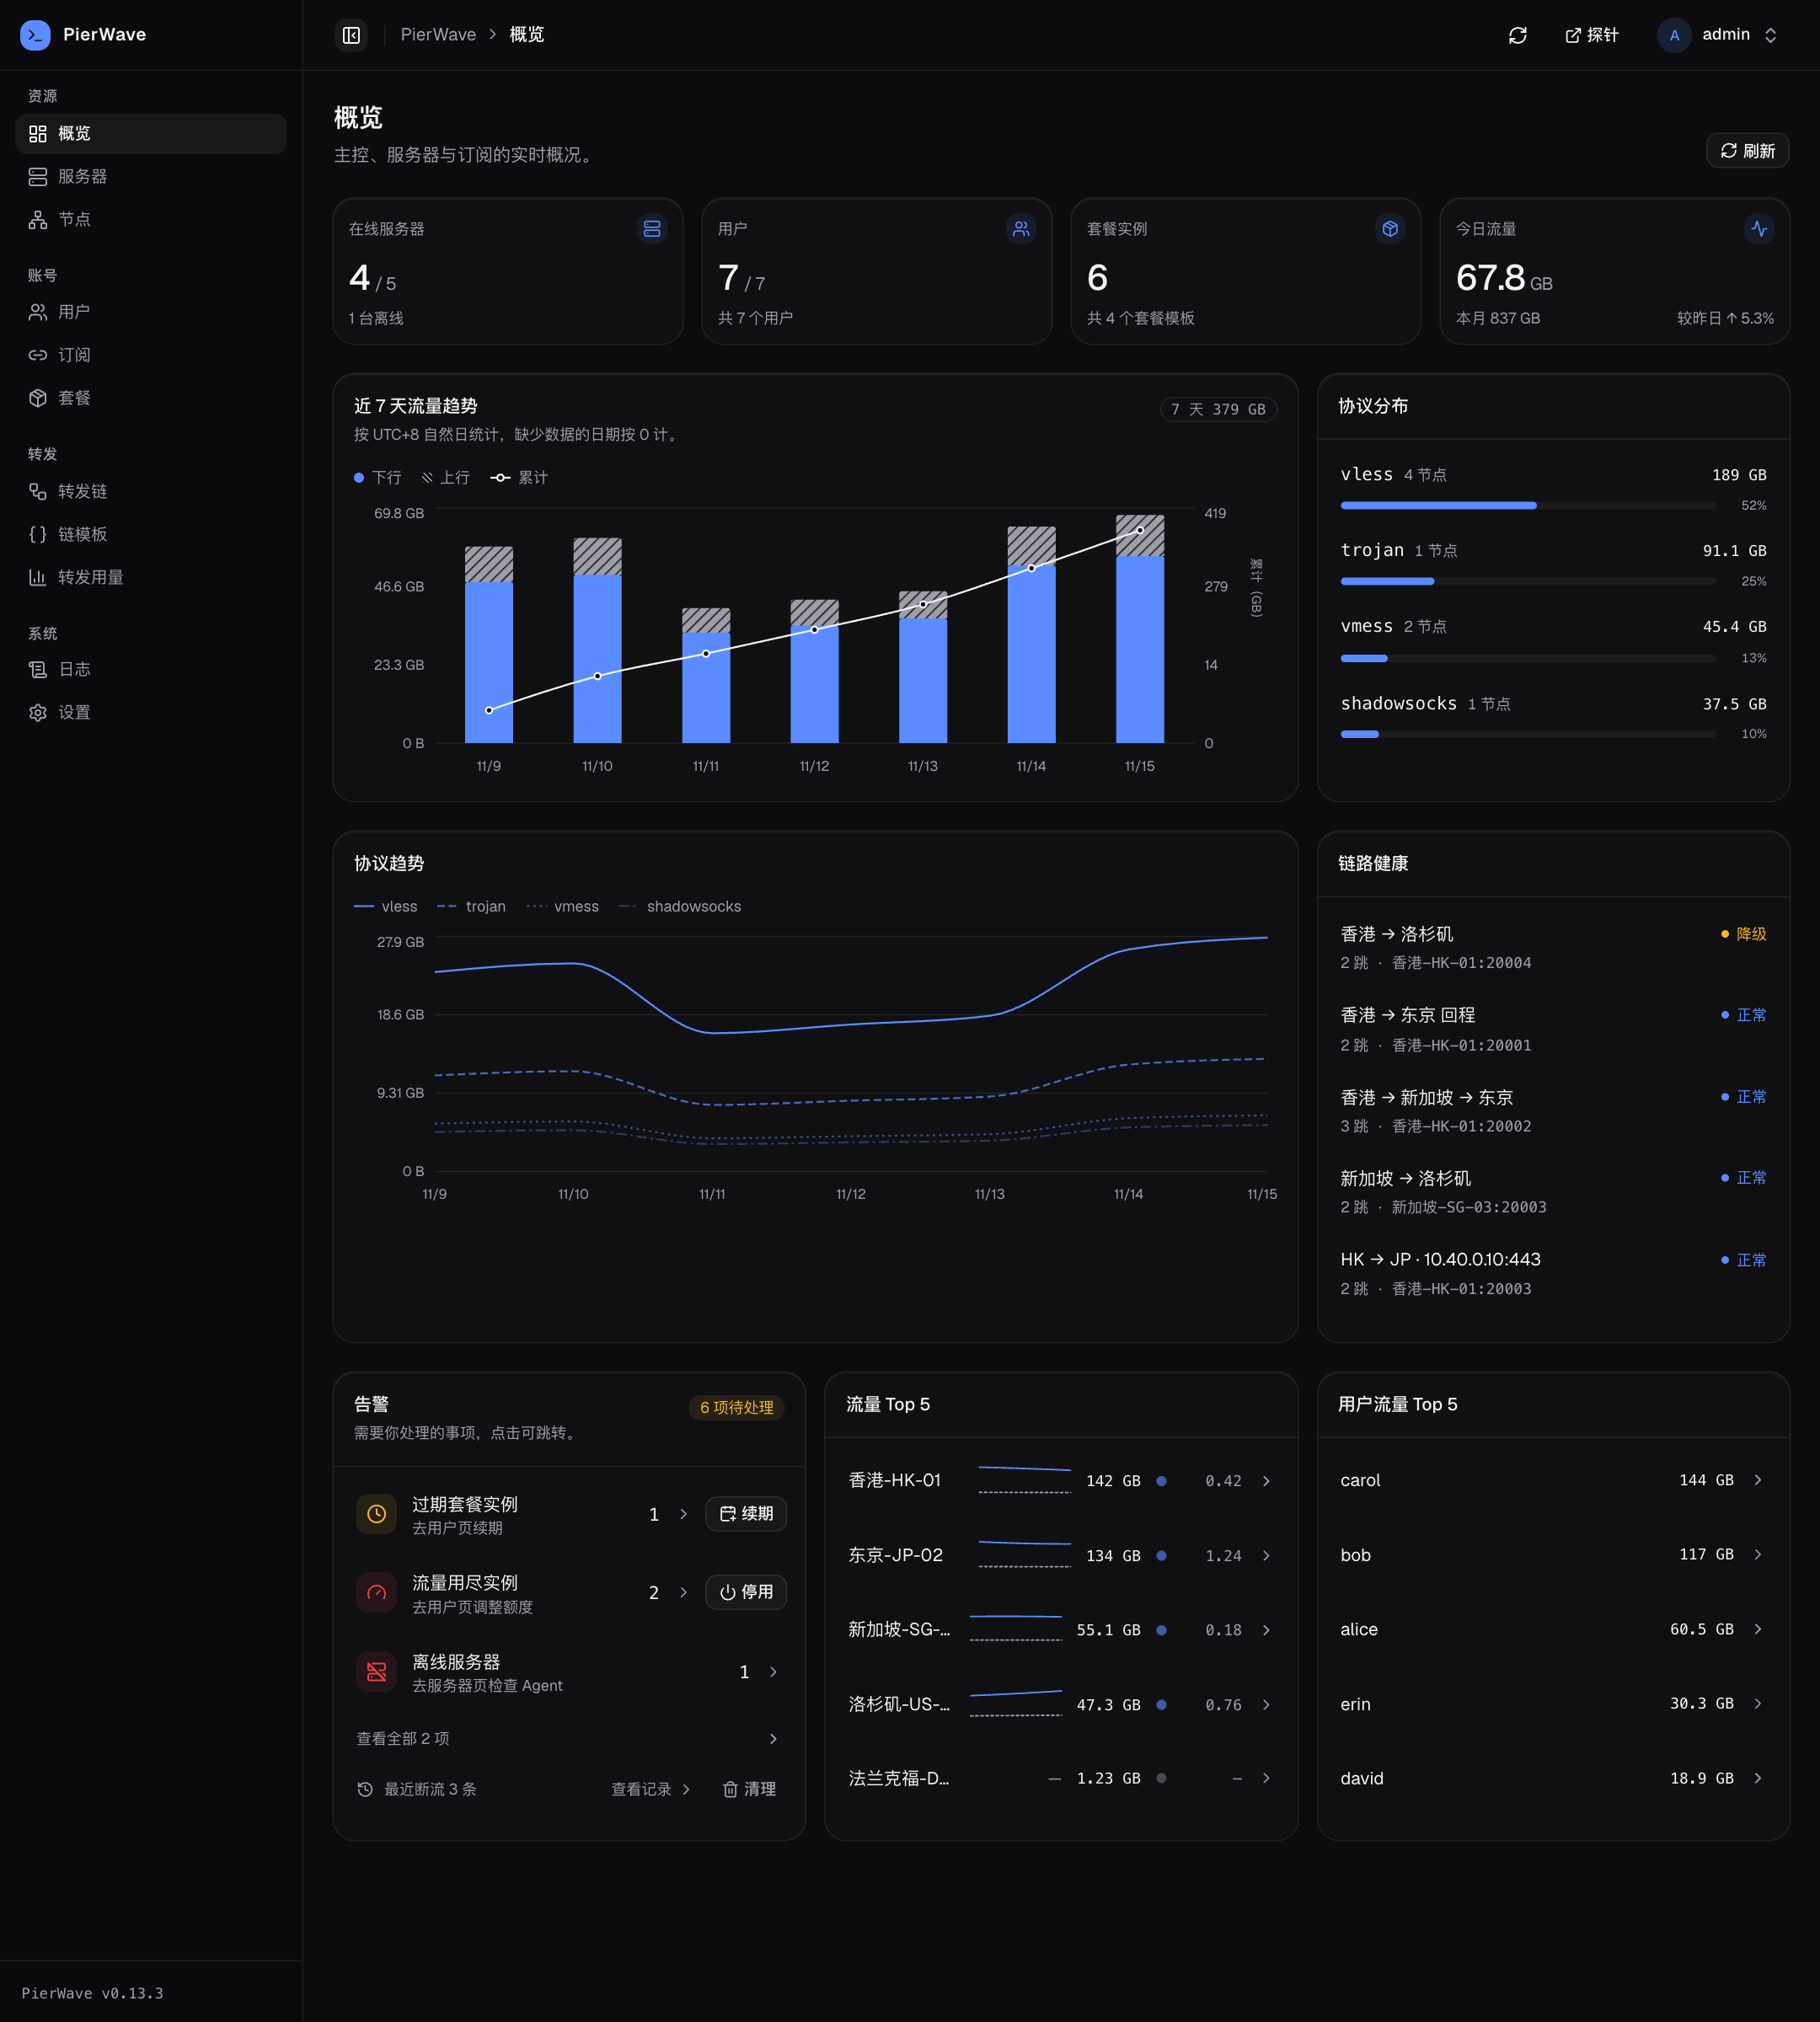 PierWave
资源
概览
服务器
节点
账号
用户
订阅
套餐
转发
转发链
链模板
转发用量
系统
日志
设置
PierWave v0.13.3
PierWave
概览
探针
A
admin
概览
主控、服务器与订阅的实时概况。
刷新
在线服务器
4 / 5
1 台离线
用户
7 / 7
共 7 个用户
套餐实例
6
共 4 个套餐模板
今日流量
67.8 GB
本月 837 GB 较昨日 ↑ 5.3%
近 7 天流量趋势
7 天 379 GB
按 UTC+8 自然日统计，缺少数据的日期按 0 计。
下行 上行 累计
69.8 GB
46.6 GB
23.3 GB
0 B
419
279
14
0
累计 (GB)
11/9 11/10 11/11 11/12 11/13 11/14 11/15
协议分布
vless 4 节点 189 GB
52%
trojan 1 节点 91.1 GB
25%
vmess 2 节点 45.4 GB
13%
shadowsocks 1 节点 37.5 GB
10%
协议趋势
vless trojan vmess shadowsocks
27.9 GB
18.6 GB
9.31 GB
0 B
11/9 11/10 11/11 11/12 11/13 11/14 11/15
链路健康
香港 → 洛杉矶 降级
2 跳 · 香港-HK-01:20004
香港 → 东京 回程 正常
2 跳 · 香港-HK-01:20001
香港 → 新加坡 → 东京 正常
3 跳 · 香港-HK-01:20002
新加坡 → 洛杉矶 正常
2 跳 · 新加坡-SG-03:20003
HK → JP · 10.40.0.10:443 正常
2 跳 · 香港-HK-01:20003
告警
6 项待处理
需要你处理的事项，点击可跳转。
过期套餐实例
去用户页续期
1
续期
流量用尽实例
去用户页调整额度
2
停用
离线服务器
去服务器页检查 Agent
1
查看全部 2 项
最近断流 3 条 查看记录 清理
流量 Top 5
香港-HK-01 142 GB 0.42
东京-JP-02 134 GB 1.24
新加坡-SG-... 55.1 GB 0.18
洛杉矶-US-... 47.3 GB 0.76
法兰克福-D... — 1.23 GB —
用户流量 Top 5
carol 144 GB
bob 117 GB
alice 60.5 GB
erin 30.3 GB
david 18.9 GB